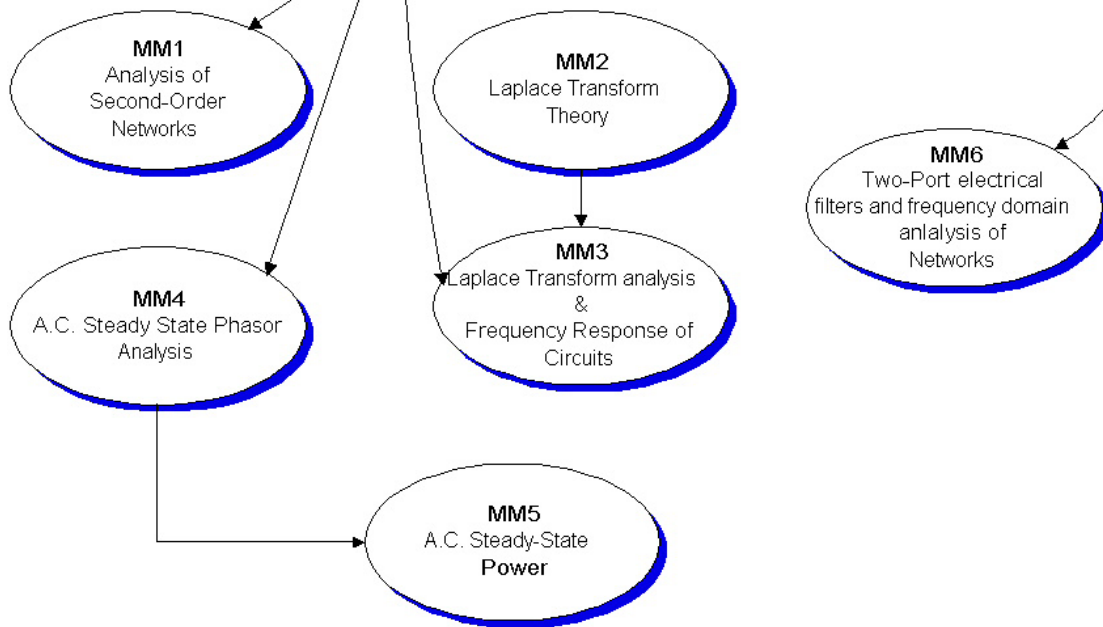 MM1
Analysis of
Second-Order
Networks
MM2
Laplace Transform
Theory
MM6
Two-Port electrical
filters and frequency domain
anlalysis of
Networks
MM3
Laplace Transform analysis
&
Frequency Response of
Circuits
MM4
A.C. Steady State Phasor
Analysis
MM5
A.C. Steady-State
Power